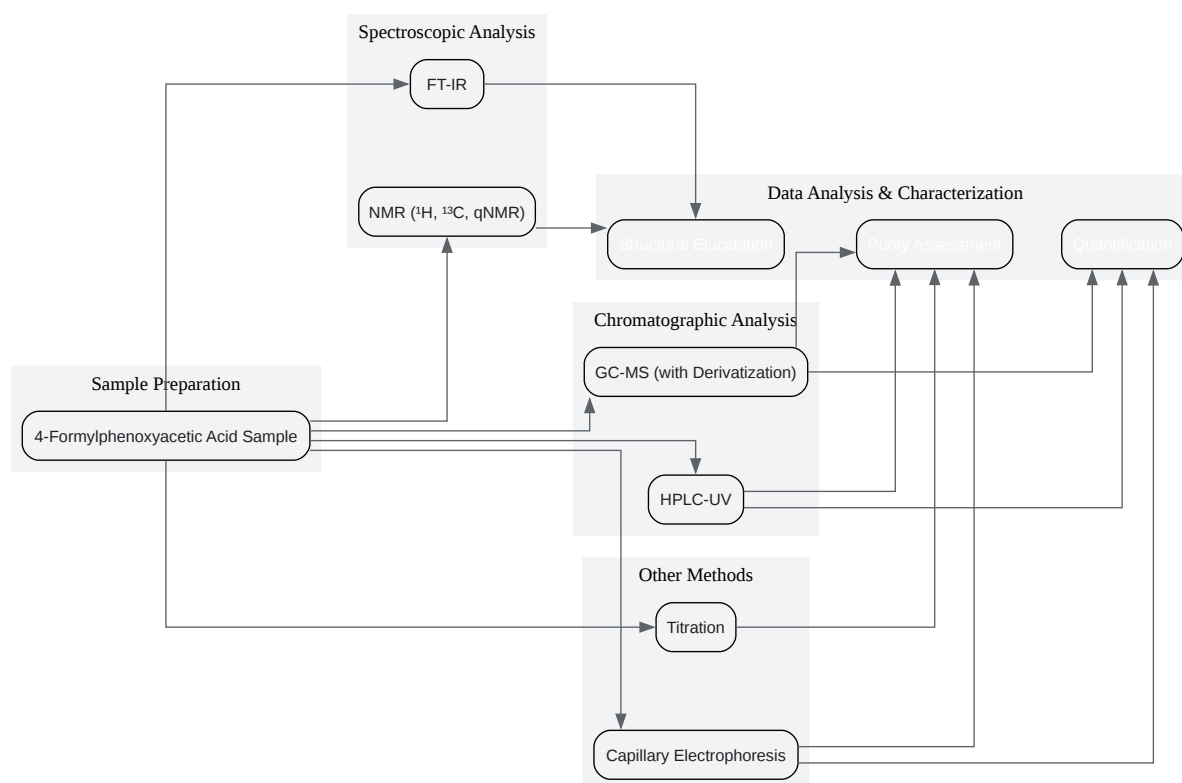 Spectroscopic Analysis
FT-IR
NMR (¹H, ¹³C, qNMR)
Data Analysis & Characterization
Structural Elucidation
Purity Assessment
Quantification
Chromatographic Analysis
GC-MS (with Derivatization)
HPLC-UV
Sample Preparation
4-Formylphenoxyacetic Acid Sample
Other Methods
Titration
Capillary Electrophoresis